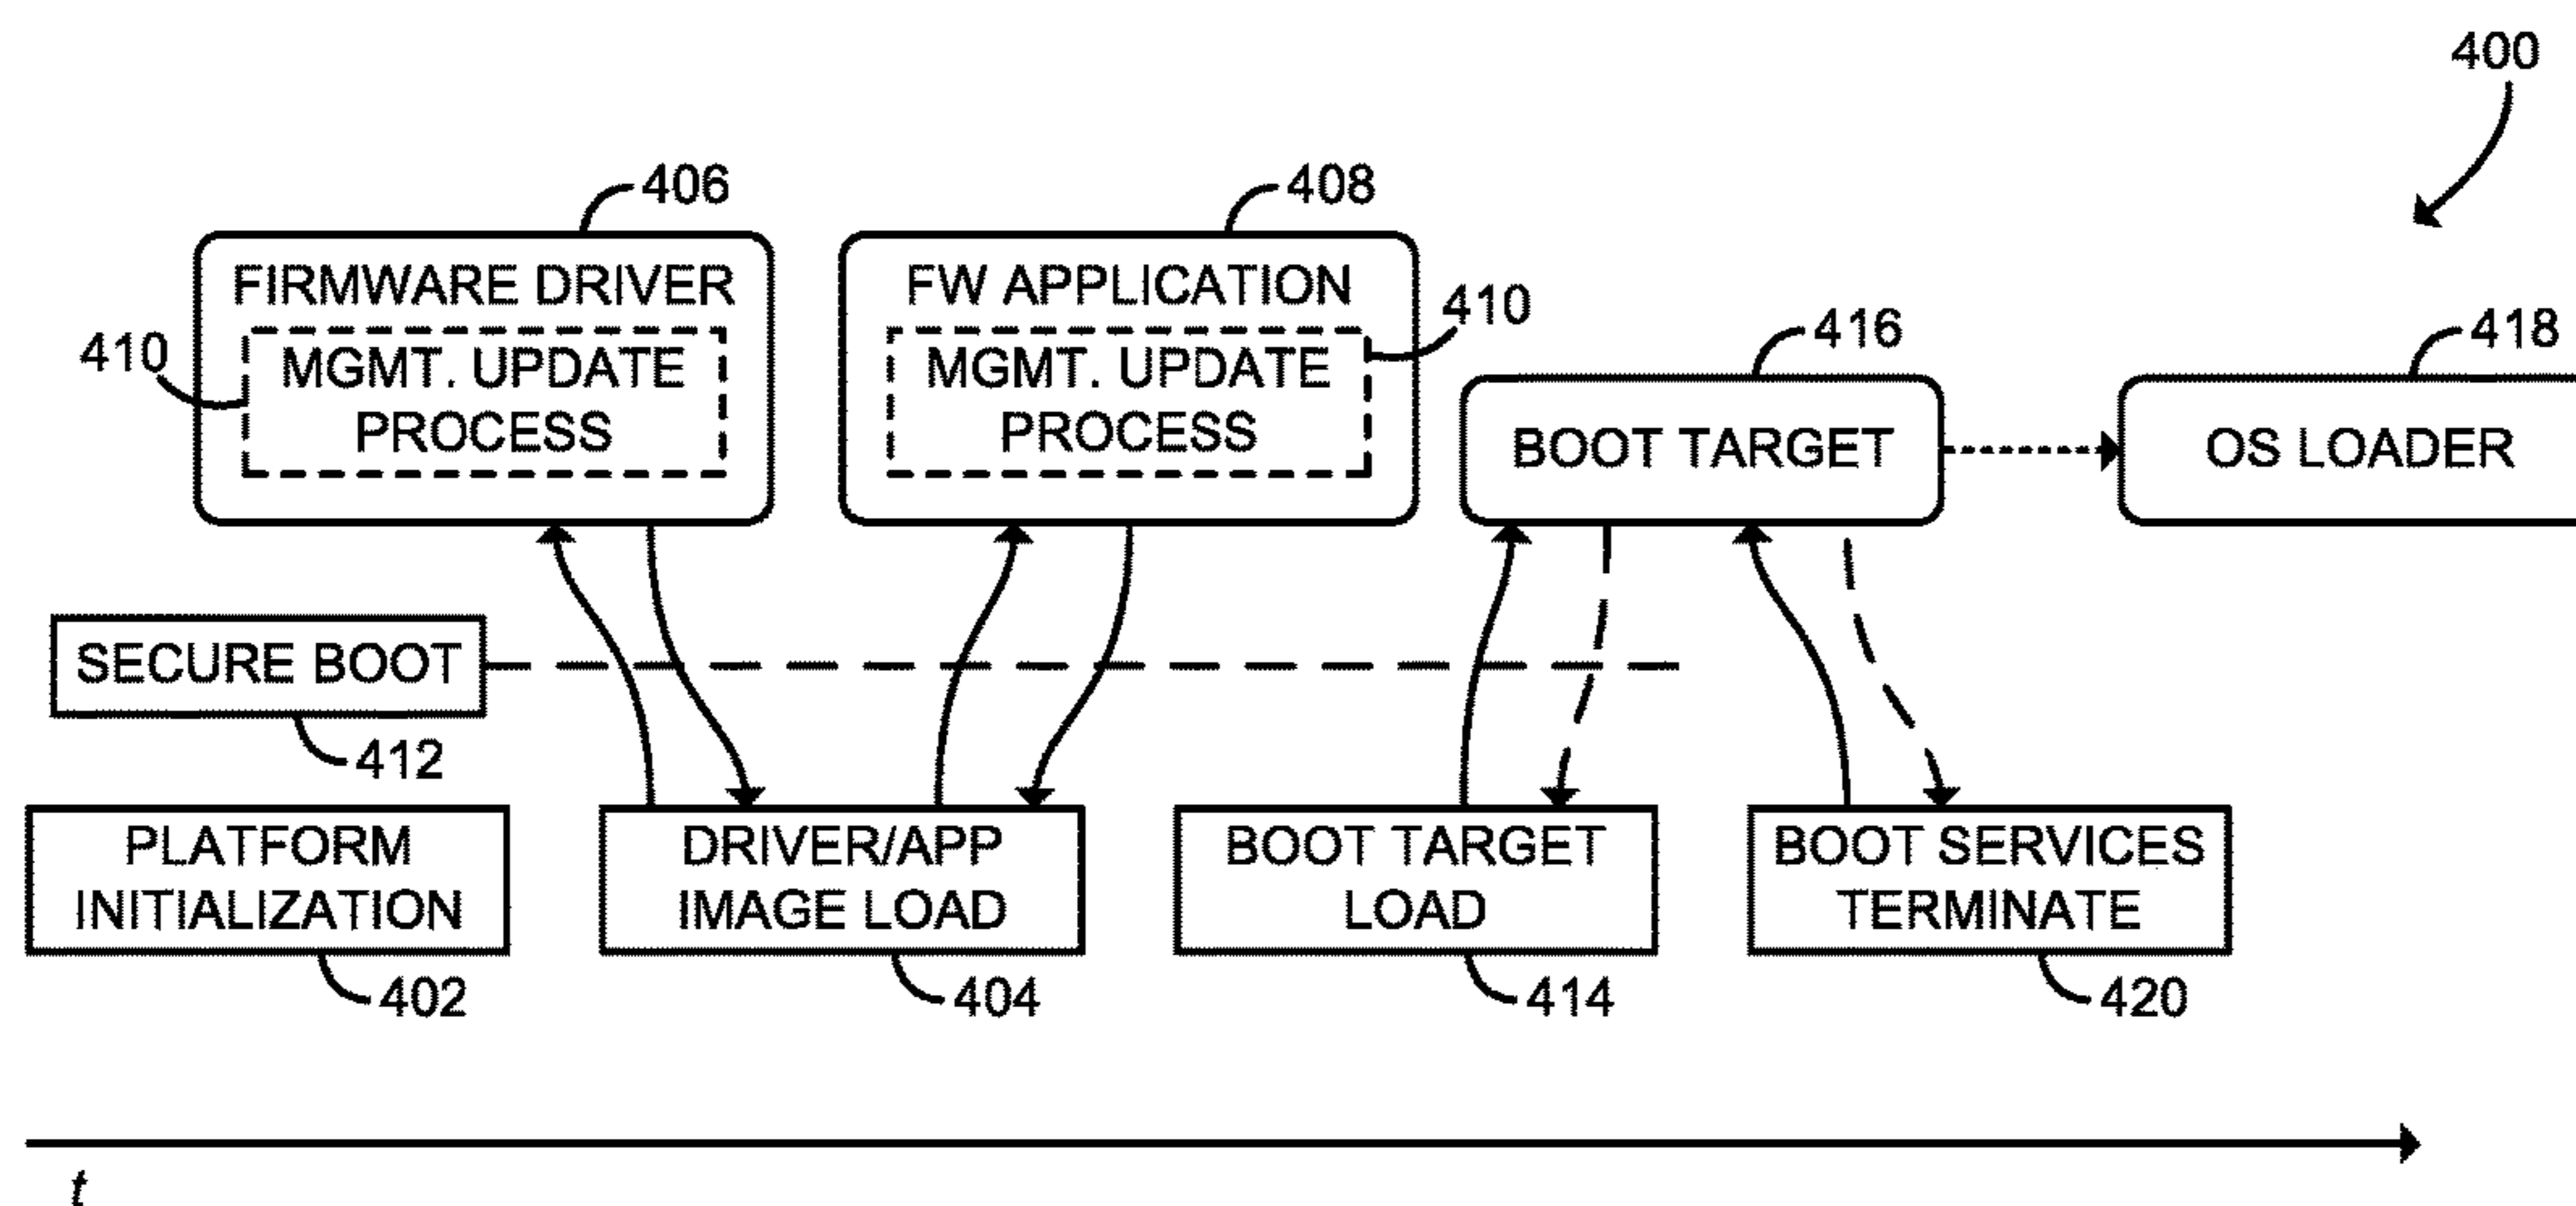 400
406
408
FIRMWARE DRIVER
FW APPLICATION
410
410
MGMT. UPDATE
PROCESS
MGMT. UPDATE
PROCESS
416
418
BOOT TARGET
OS LOADER
SECURE BOOT
412
PLATFORM
INITIALIZATION
DRIVER/APP
IMAGE LOAD
BOOT TARGET
LOAD
BOOT SERVICES
TERMINATE
402
404
414
420
t